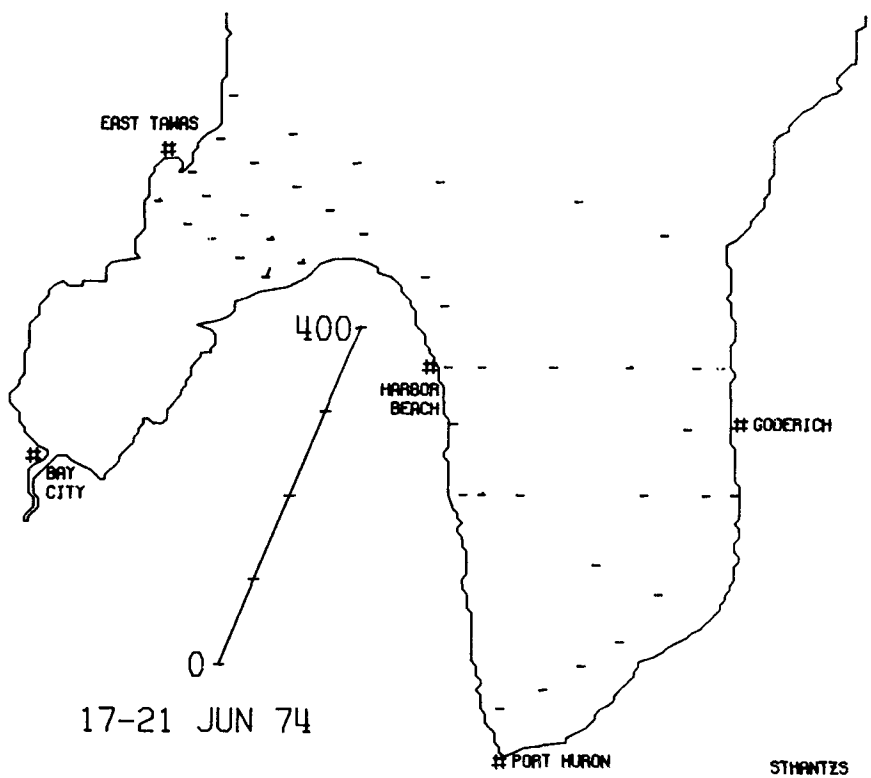 EAST TAWAS
#
400
#
HARBOR
BEACH
# GODERICH
#
BAY
CITY
0
17-21 JUN 74
# PORT HURON
STHANTZS